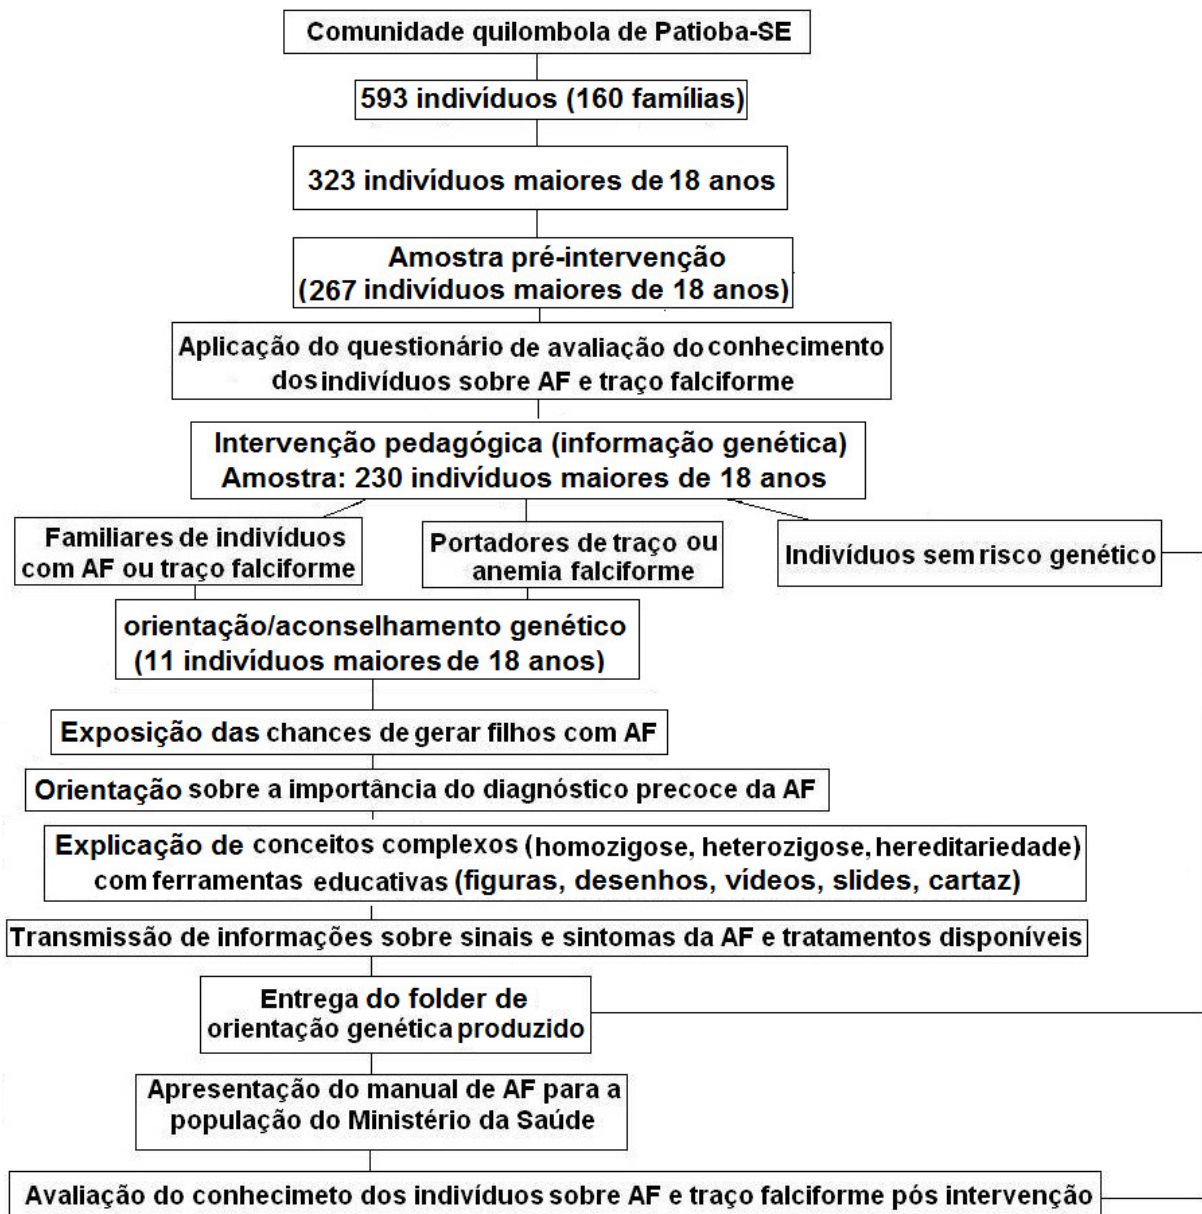 Comunidade quilombola de Patioba-SE
593 indivíduos (160 famílias)
323 indivíduos maiores de 18 anos
Amostra pré-intervenção
(267 indivíduos maiores de 18 anos)
Aplicação do questionário de avaliação do conhecimento
dos indivíduos sobre AF e traço falciforme
Intervenção pedagógica (informação genética)
Amostra: 230 indivíduos maiores de 18 anos
Familiares de indivíduos
com AF ou traço falciforme
Portadores de traço ou
anemia falciforme
Indivíduos sem risco genético
orientação/aconselhamento genético
(11 indivíduos maiores de 18 anos)
Exposição das chances de gerar filhos com AF
Orientação sobre a importância do diagnóstico precoce da AF
Explicação de conceitos complexos (homozigose, heterozigose, hereditariedade)
com ferramentas educativas (figuras, desenhos, vídeos, slides, cartaz)
Transmissão de informações sobre sinais e sintomas da AF e tratamentos disponíveis
Entrega do folder de
orientação genética produzido
Apresentação do manual de AF para a
população do Ministério da Saúde
Avaliação do conhecimeto dos indivíduos sobre AF e traço falciforme pós intervenção